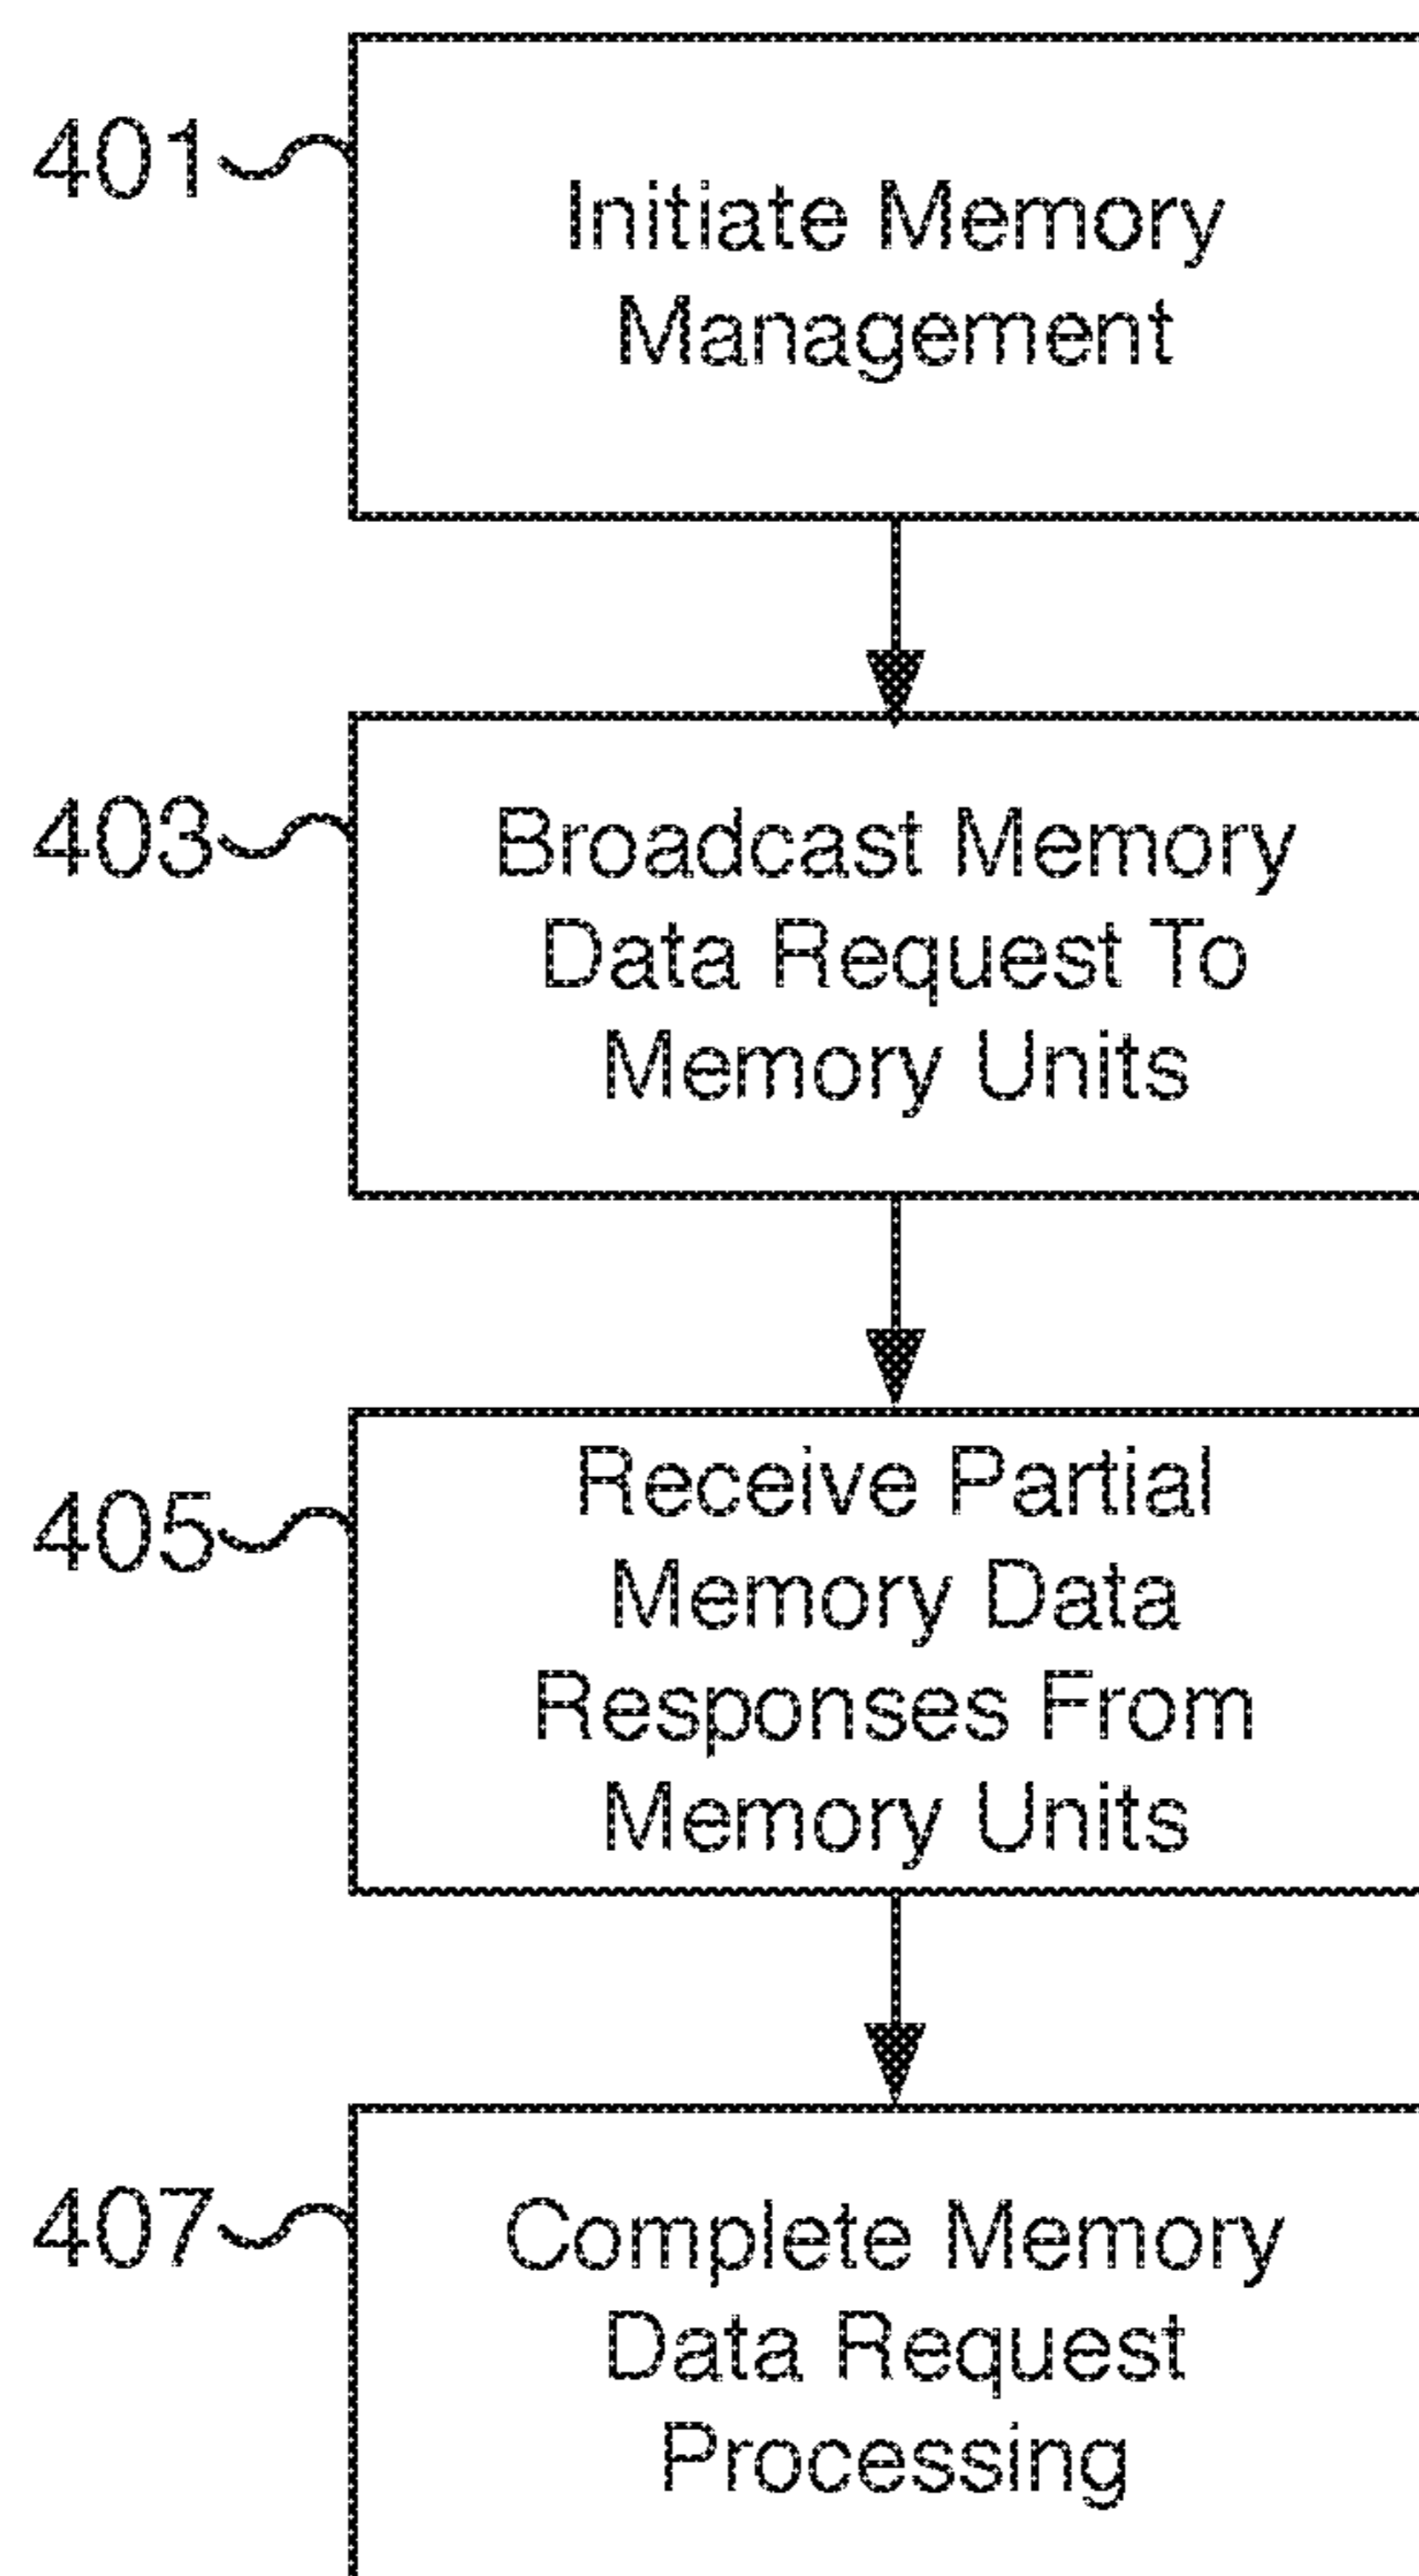 401
Initiate Memory
Management
403
Broadcast Memory
Data Request To
Memory Units
405
Receive Partial
Memory Data
Responses From
Memory Units
407
Complete Memory
Data Request
Processing